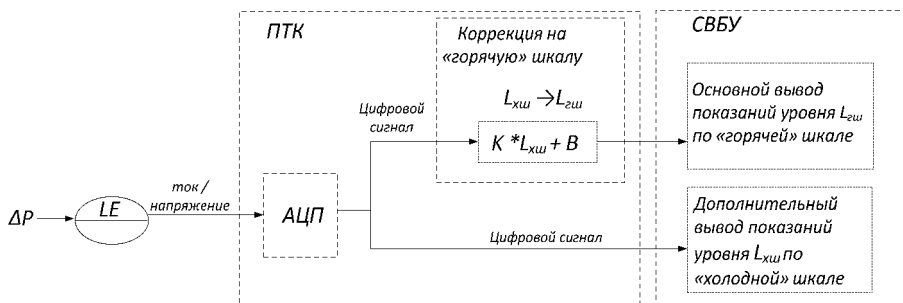 ПТК
СВБУ
Коррекция на
«горячую» шкалу
Lхш →Lгш
K *Lхш + B
Цифровой
сигнал
Основной вывод
показаний уровня Lгш
по «горячей» шкале
ΔP
LE
ток /
напряжение
АЦП
Цифровой сигнал
Дополнительный
вывод показаний
уровня Lхш по
«холодной» шкале